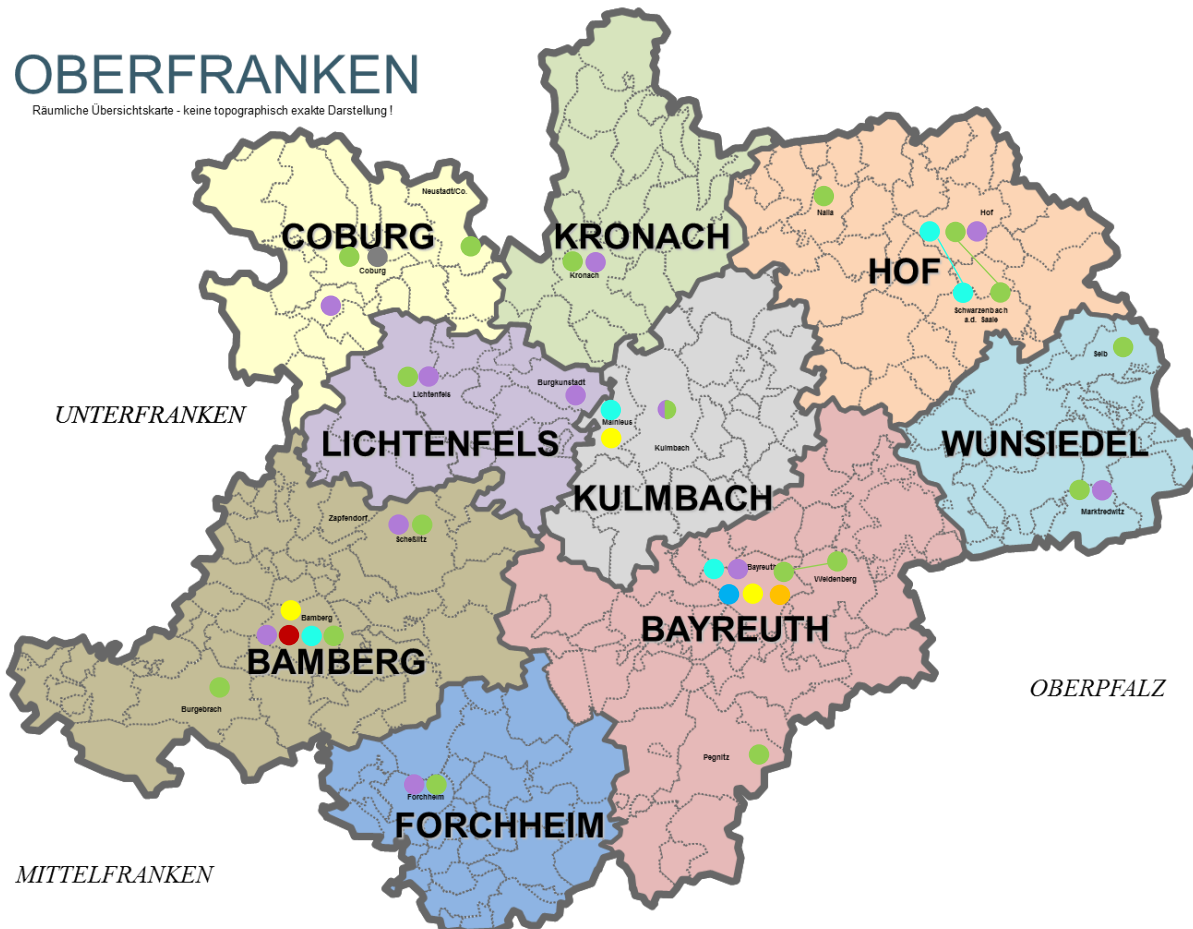 OBERFRANKEN
Räumliche Übersichtskarte - keine topographisch exakte Darstellung !
Neustadt/Co.
COBURG
Coburg
KRONACH
Kronach
Naila
Hof
HOF
Schwarzenbach
a.d. Saale
Selb
WUNSIEDEL
Marktredwitz
UNTERFRANKEN
Lichtenfels
Burgkunstadt
LICHTENFELS
Mainleus
Kulmbach
KULMBACH
Zapfendorf
Scheßlitz
Bamberg
BAMBERG
Burgebrach
Bayreuth
Weidenberg
BAYREUTH
Pegnitz
OBERPFALZ
Forchheim
FORCHHEIM
MITTELFRANKEN